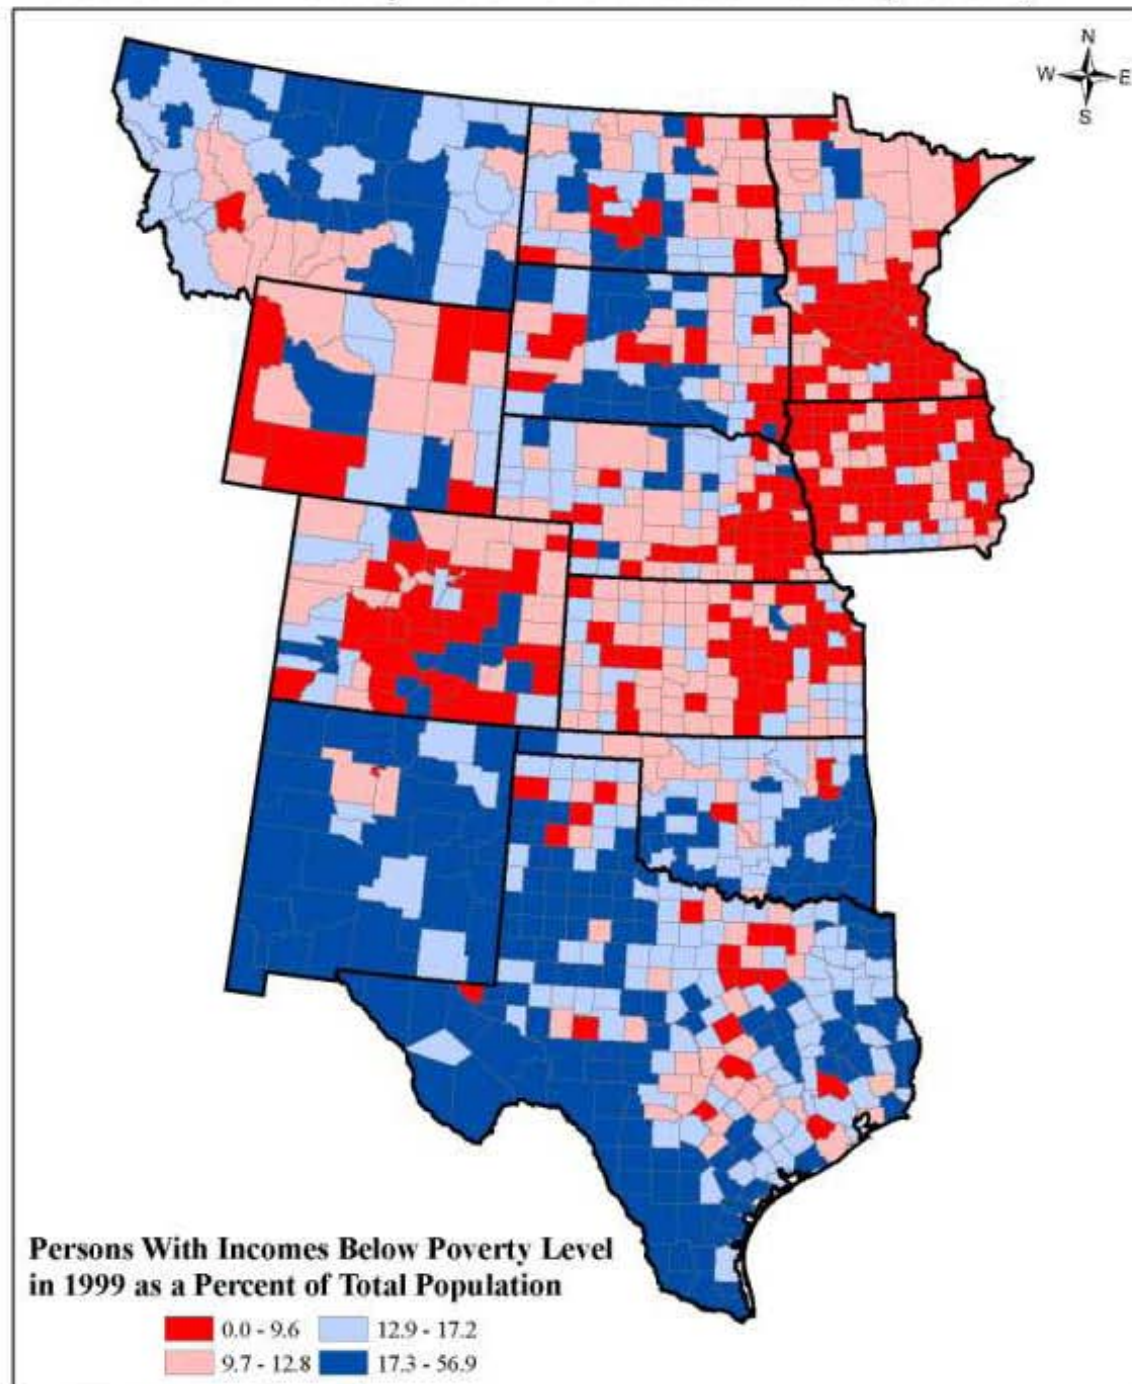 N
W E
S
Persons With Incomes Below Poverty Level
in 1999 as a Percent of Total Population
0.0 - 9.6 12.9 - 17.2
9.7 - 12.8 17.3 - 56.9